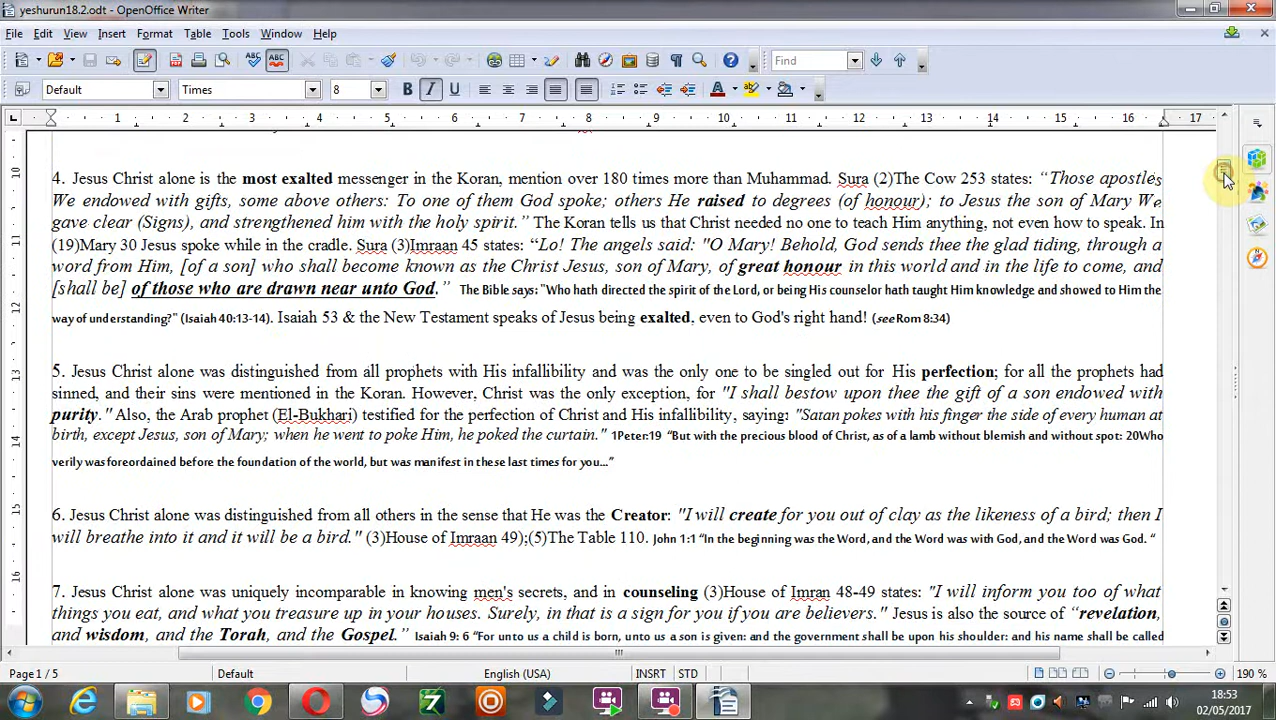 yeshurun18.2.odt - OpenOffice Writer
File Edit View Insert Format Table Tools Window Help
Find
Default Times 8
1 2 3 4 5 6 7 8 9 10 11 12 13 14 15 16 17
4. Jesus Christ alone is the most exalted messenger in the Koran, mention over 180 times more than Muhammad. Sura (2)The Cow 253 states: “Those apostles
We endowed with gifts, some above others: To one of them God spoke; others He raised to degrees (of honour); to Jesus the son of Mary We
gave clear (Signs), and strengthened him with the holy spirit.” The Koran tells us that Christ needed no one to teach Him anything, not even how to speak. In
(19)Mary 30 Jesus spoke while in the cradle. Sura (3)Imraan 45 states: “Lo! The angels said: "O Mary! Behold, God sends thee the glad tiding, through a
word from Him, [of a son] who shall become known as the Chris Jesus, son of Mary, of great honour in this world and in the life to come, and
[shall be] of those who are drawn near unto God.” The Bible says: "Who hath directed the spirit of the Lord, or being His counselor hath taught Him knowledge and showed to Him the
way of understanding?" (Isaiah 40:13-14). Isaiah 53 & the New Testament speaks of Jesus being exalted, even to God's right hand! (see Rom 8:34)
5. Jesus Christ alone was distinguished from all prophets with His infallibility and was the only one to be singled out for His perfection; for all the prophets had
sinned, and their sins were mentioned in the Koran. However, Christ was the only exception, for "I shall bestow upon thee the gift of a son endowed with
purity." Also, the Arab prophet (El-Bukhari) testified for the perfection of Christ and His infallibility, saying: "Satan pokes with his finger the side of every human at
birth, except Jesus, son of Mary; when he went to poke Him, he poked the curtain." 1Peter:19 “But with the precious blood of Christ, as of a lamb without blemish and without spot: 20Who
verily was foreordained before the foundation of the world, but was manifest in these last times for you...”
6. Jesus Christ alone was distinguished from all others in the sense that He was the Creator: "I will create for you out of clay as the likeness of a bird; then I
will breathe into it and it will be a bird." (3)House of Imraan 49);(5)The Table 110. John 1:1 “In the beginning was the Word, and the Word was with God, and the Word was God. “
7. Jesus Christ alone was uniquely incomparable in knowing men's secrets, and in counseling (3)House of Imran 48-49 states: "I will inform you too of what
things you eat, and what you treasure up in your houses. Surely, in that is a sign for you if you are believers." Jesus is also the source of “revelation,
and wisdom, and the Torah, and the Gospel.” Isaiah 9: 6 “For unto us a child is born, unto us a son is given: and the government shall be upon his shoulder: and his name shall be called
10
11
12
13
14
15
16
Page 1 / 5 Default English (USA) INSRT STD 190 %
18:53
02/05/2017